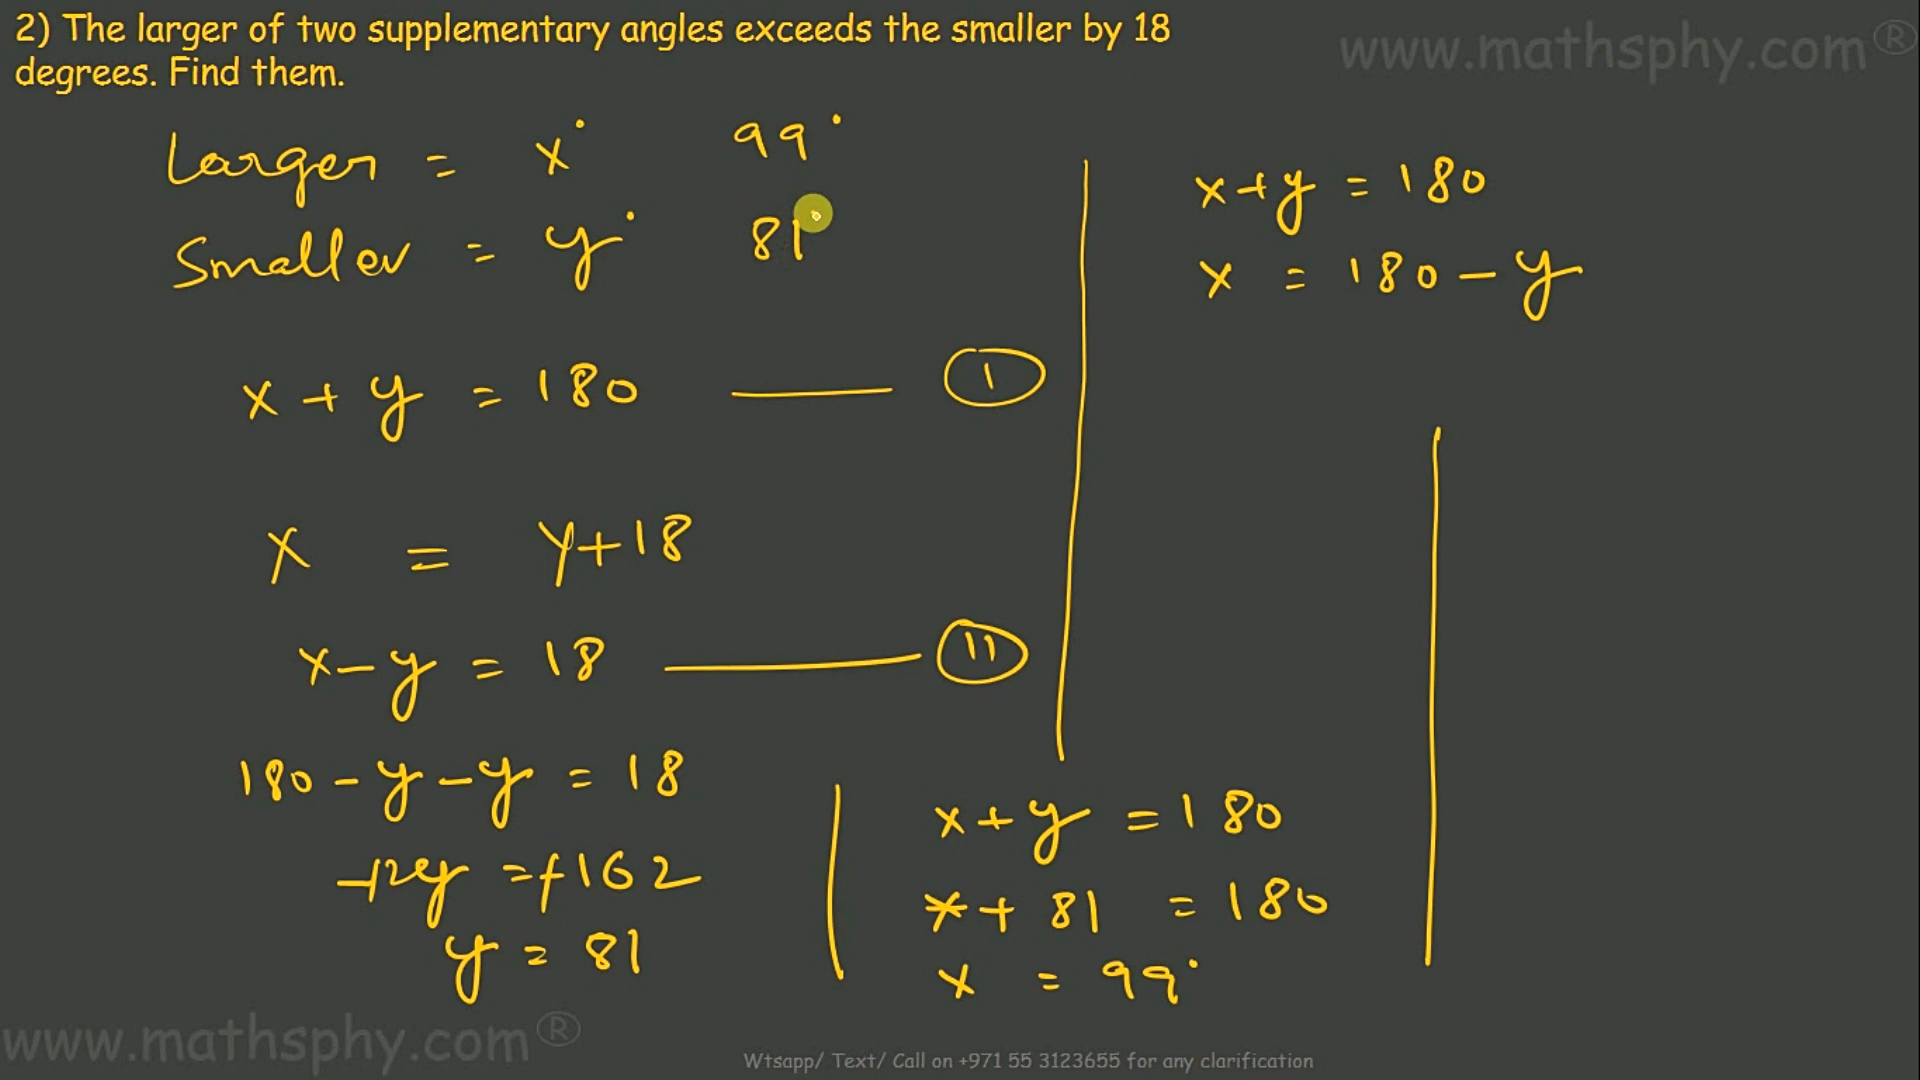 2) The larger of two supplementary angles exceeds the smaller by 18
degrees. Find them.
www.mathsphy.com®
Larger = x° 99°
Smaller = y° 81°
x + y = 180 —— (I)
x = y+18
x - y = 18 —— (II)
180 - y - y = 18
-2y = -162
y = 81
x+y = 180
x = 180 - y
x + y = 180
x + 81 = 180
x = 99°
www.mathsphy.com®
Wtsapp/ Text/ Call on +971 55 3123655 for any clarification